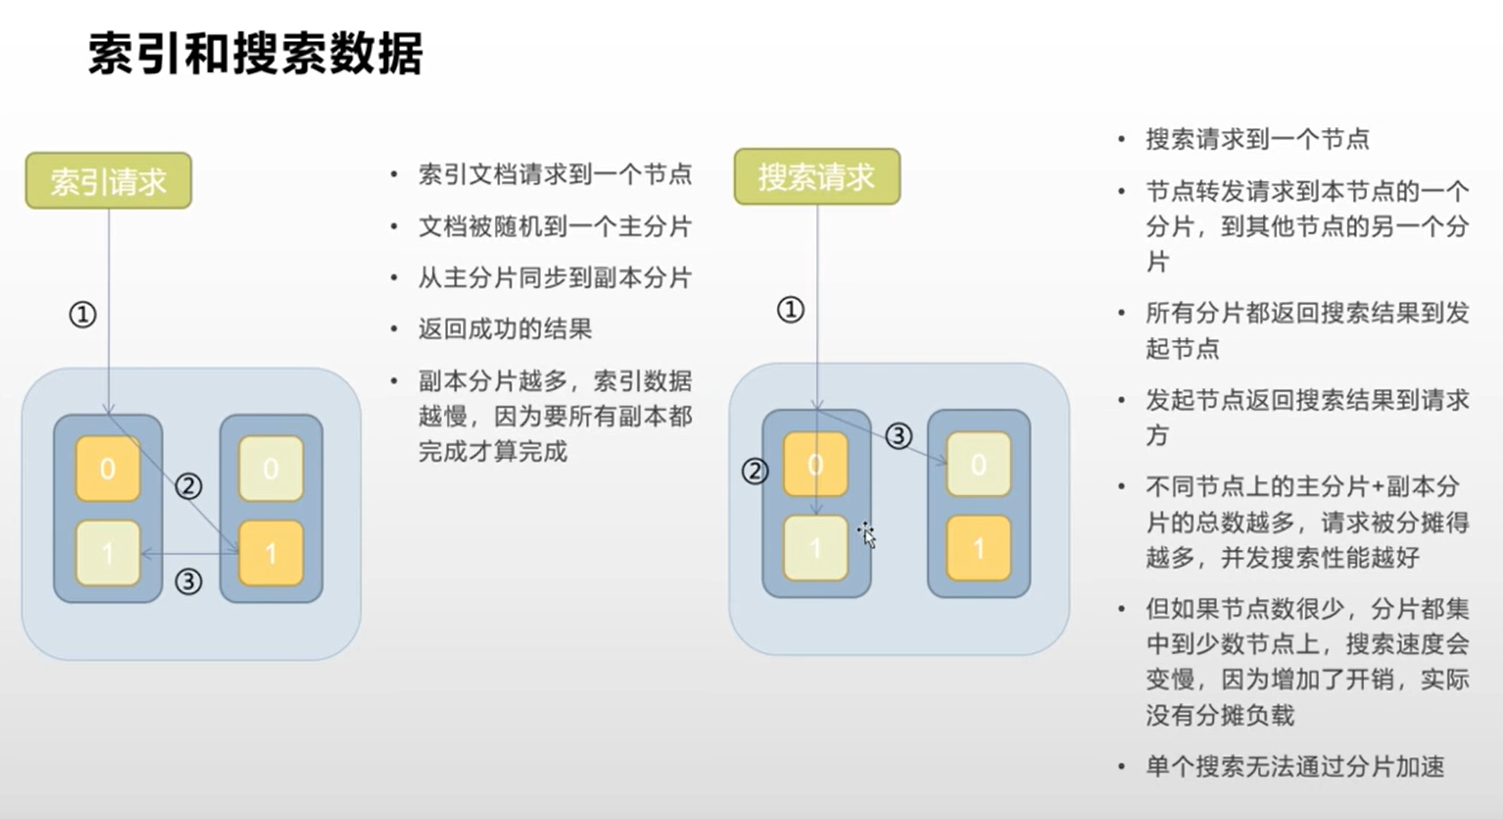 索引和搜索数据
索引请求
①
0
0
②
1
1
③
• 索引文档请求到一个节点
• 文档被随机到一个主分片
• 从主分片同步到副本分片
• 返回成功的结果
• 副本分片越多，索引数据
越慢，因为要所有副本都
完成才算完成
搜索请求
①
③
②
0
0
1
1
• 搜索请求到一个节点
• 节点转发请求到本节点的一个
分片，到其他节点的另一个分
片
• 所有分片都返回搜索结果到发
起节点
• 发起节点返回搜索结果到请求
方
• 不同节点上的主分片+副本分
片的总数越多，请求被分摊得
越多，并发搜索性能越好
• 但如果节点数很少，分片都集
中到少数节点上，搜索速度会
变慢，因为增加了开销，实际
没有分摊负载
• 单个搜索无法通过分片加速